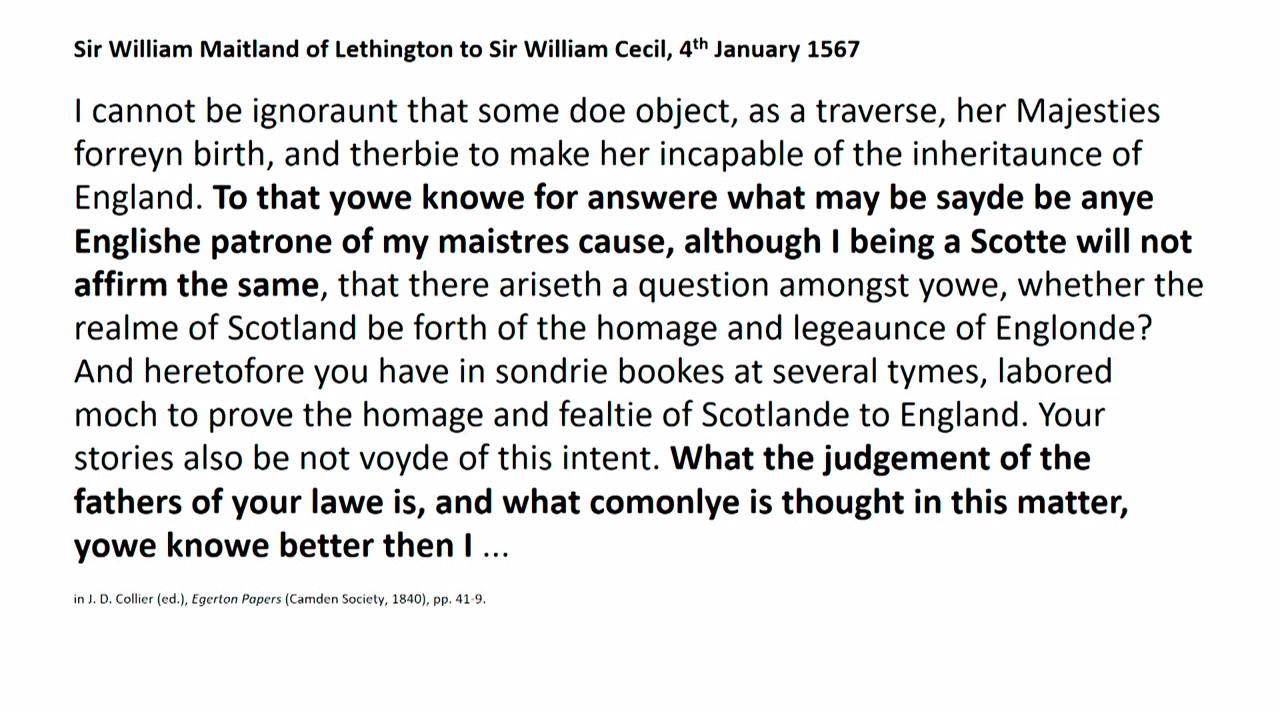 Sir William Maitland of Lethington to Sir William Cecil, 4th January 1567
I cannot be ignoraunt that some doe object, as a traverse, her Majesties
forreyn birth, and therbie to make her incapable of the inheritaunce of
England. To that yowe knowe for answere what may be sayde be anye
Englishe patrone of my maistres cause, although I being a Scotte will not
affirm the same, that there ariseth a question amongst yowe, whether the
realme of Scotland be forth of the homage and legeaunce of Englonde?
And heretofore you have in sondrie bookes at several tymes, labored
moch to prove the homage and fealtie of Scotlande to England. Your
stories also be not voyde of this intent. What the judgement of the
fathers of your lawe is, and what comonlye is thought in this matter,
yowe knowe better then I ...
in J. D. Collier (ed.), Egerton Papers (Camden Society, 1840), pp. 41-9.